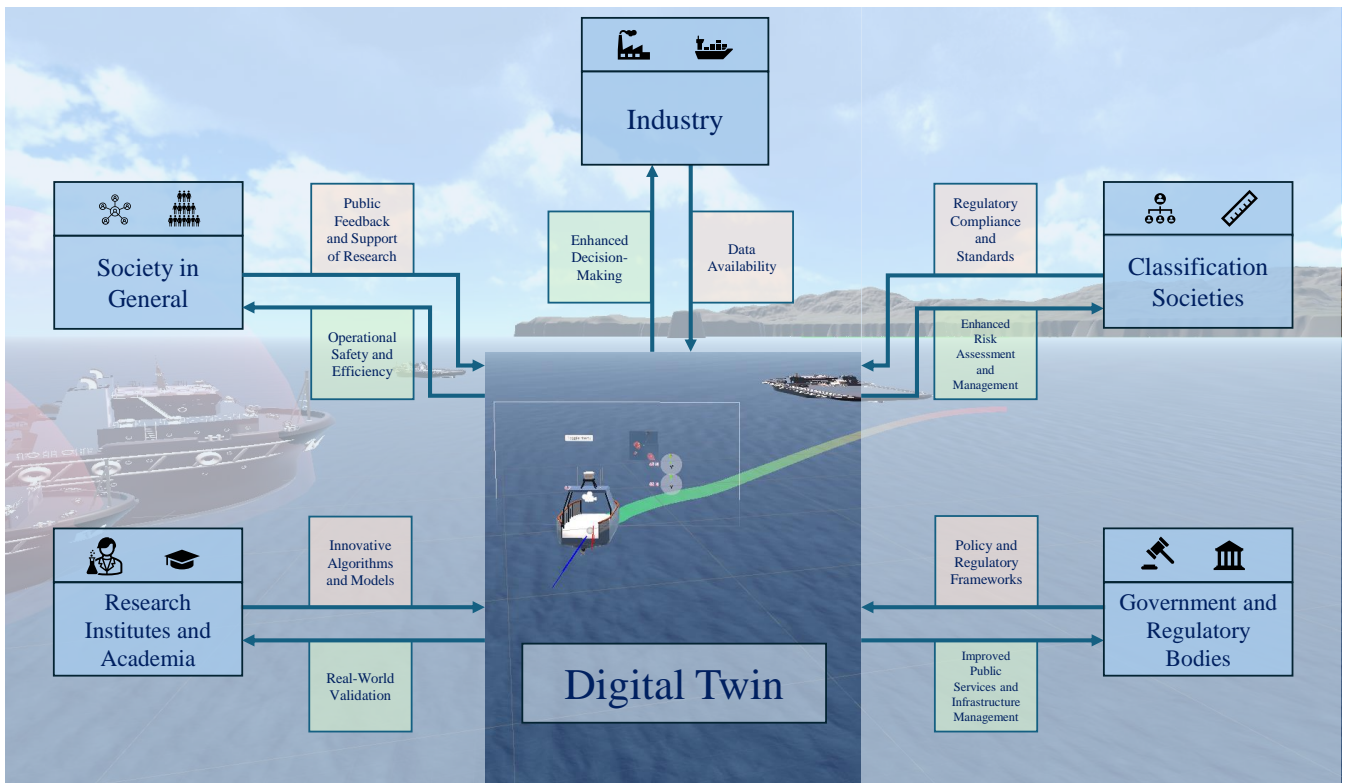 Industry
Public
Feedback
and Support
of Research
Society in
General
Operational
Safety and
Efficiency
Enhanced
Decision-
Making
Data
Availability
Regulatory
Compliance
and
Standards
Classification
Societies
Enhanced
Risk
Assessment
and
Management
Innovative
Algorithms
and Models
Research
Institutes and
Academia
Real-World
Validation
Digital Twin
Policy and
Regulatory
Frameworks
Government and
Regulatory
Bodies
Improved
Public
Services and
Infrastructure
Management